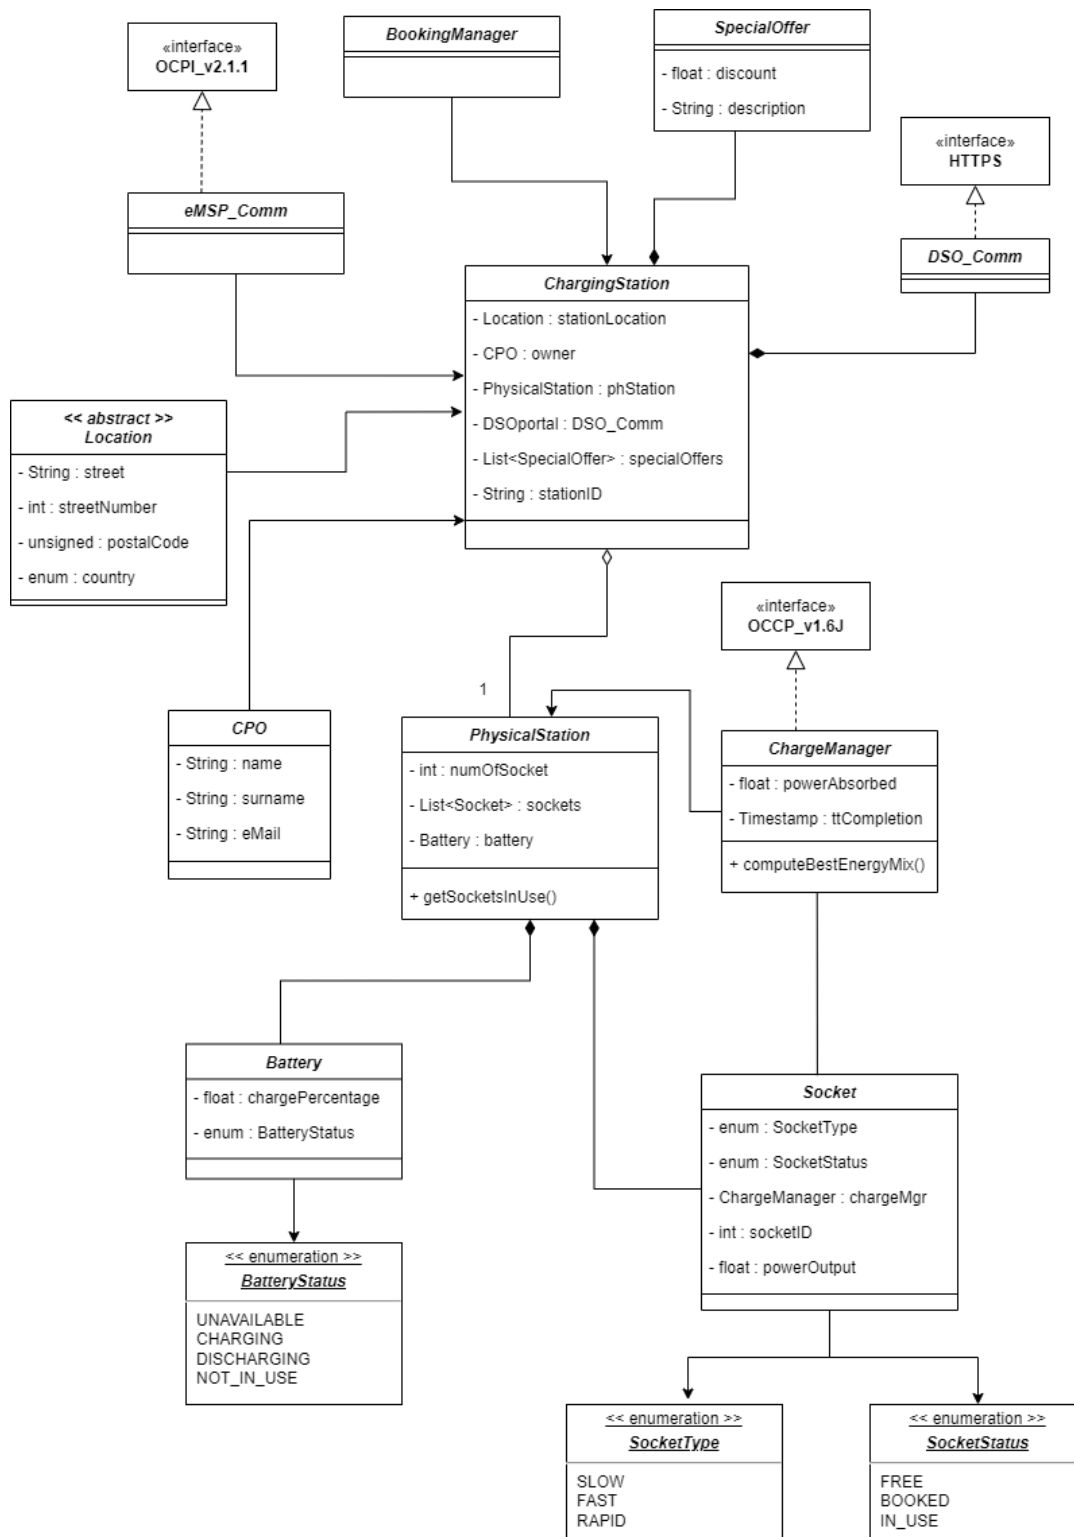 «interface»
OCPI_v2.1.1
BookingManager
SpecialOffer
- float : discount
- String : description
«interface»
HTTPS
eMSP_Comm
DSO_Comm
ChargingStation
- Location : stationLocation
- CPO : owner
- PhysicalStation : phStation
- DSOportal : DSO_Comm
- List<SpecialOffer> : specialOffers
- String : stationID
<< abstract >>
Location
- String : street
- int : streetNumber
- unsigned : postalCode
- enum : country
«interface»
OCCP_v1.6J
1
CPO
- String : name
- String : surname
- String : eMail
PhysicalStation
- int : numOfSocket
- List<Socket> : sockets
- Battery : battery
+ getSocketsInUse()
ChargeManager
- float : powerAbsorbed
- Timestamp : ttCompletion
+ computeBestEnergyMix()
Battery
- float : chargePercentage
- enum : BatteryStatus
Socket
- enum : SocketType
- enum : SocketStatus
- ChargeManager : chargeMgr
- int : socketID
- float : powerOutput
<< enumeration >>
BatteryStatus
UNAVAILABLE
CHARGING
DISCHARGING
NOT_IN_USE
<< enumeration >>
SocketType
SLOW
FAST
RAPID
<< enumeration >>
SocketStatus
FREE
BOOKED
IN_USE